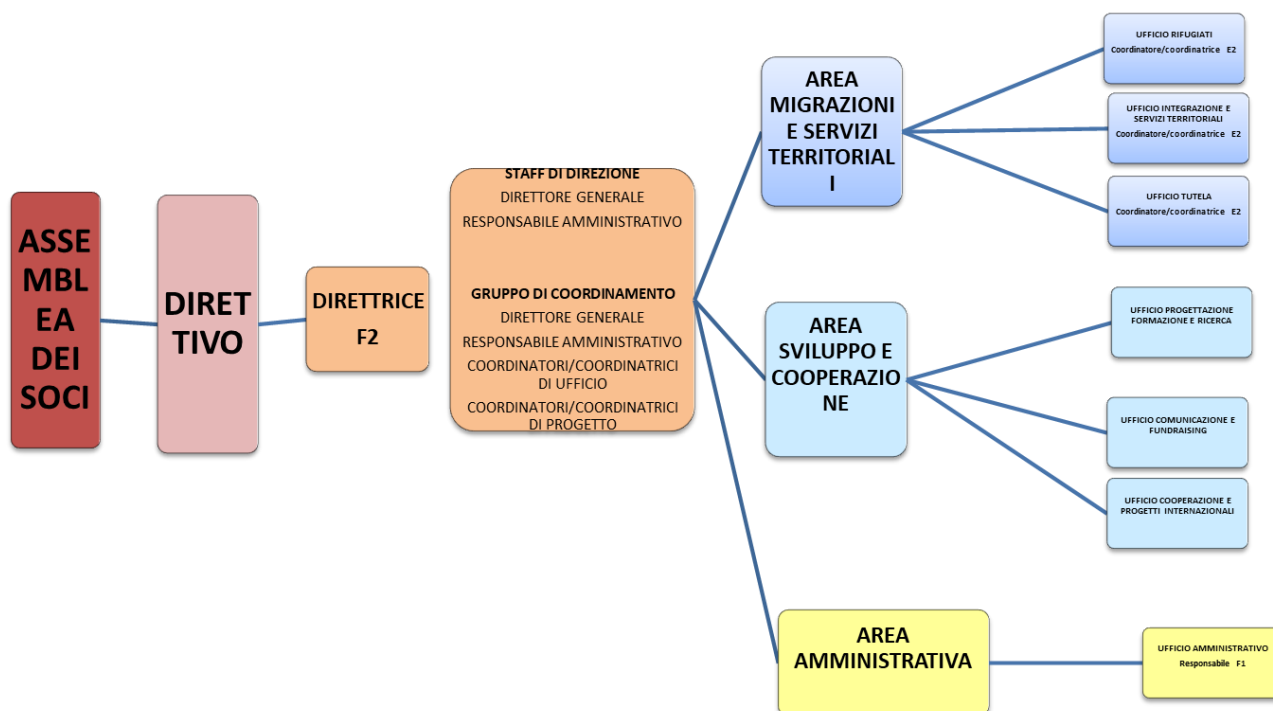 ASSE
MBL
EA
DEI
SOCI
DIRET
TIVO
DIRETTRICE
F2
STAFF DI DIREZIONE
DIRETTORE GENERALE
RESPONSABILE AMMINISTRATIVO
GRUPPO DI COORDINAMENTO
DIRETTORE GENERALE
RESPONSABILE AMMINISTRATIVO
COORDINATORI/COORDINATRICI
DI UFFICIO
COORDINATORI/COORDINATRICI
DI PROGETTO
AREA
MIGRAZIONI
E SERVIZI
TERRITORIAL
I
UFFICIO RIFUGIATI
Coordinatore/coordinatrice E2
UFFICIO INTEGRAZIONE E
SERVIZI TERRITORIALI
Coordinatore/coordinatrice E2
UFFICIO TUTELA
Coordinatore/coordinatrice E2
AREA
SVILUPPO E
COOPERAZIO
NE
UFFICIO PROGETTAZIONE
FORMAZIONE E RICERCA
UFFICIO COMUNICAZIONE E
FUNDRAISING
UFFICIO COOPERAZIONE E
PROGETTI INTERNAZIONALI
AREA
AMMINISTRATIVA
UFFICIO AMMINISTRATIVO
Responsabile F1